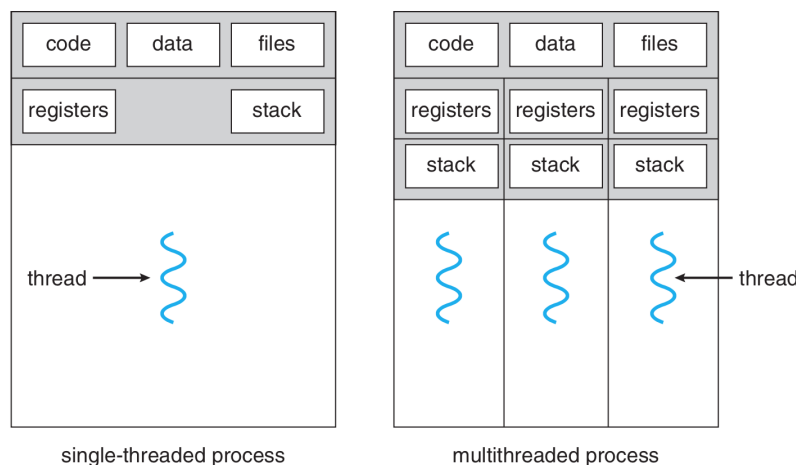 code data files
registers stack
thread
single-threaded process
code data files
registers registers registers
stack stack stack
thread
multithreaded process